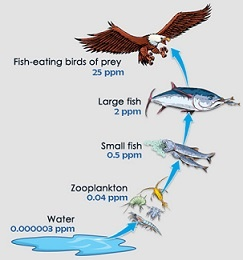 Fish-eating birds of prey
25 ppm
Large fish
2 ppm
Small fish
0.5 ppm
Zooplankton
0.04 ppm
Water
0.000003 ppm